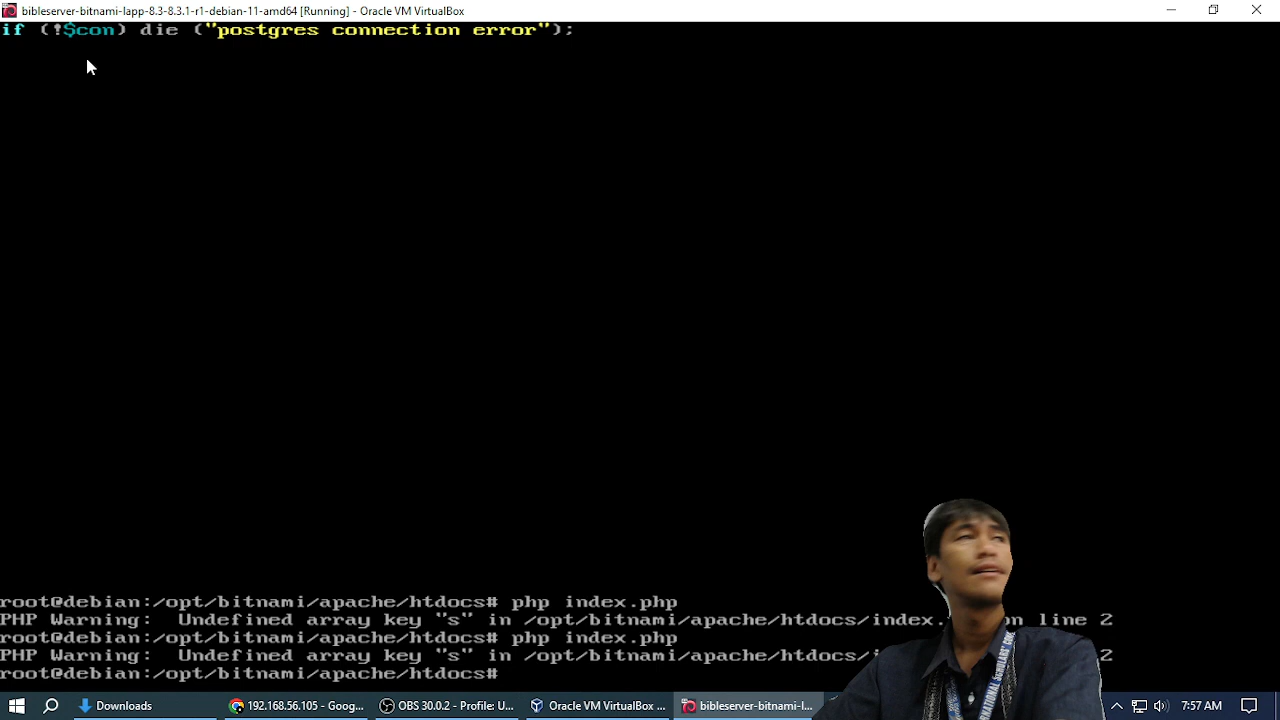 bibleserver-bitnami-lapp-8.3-8.3.1-r1-debian-11-amd64 [Running] - Oracle VM VirtualBox
if (!$con) die ("postgres connection error");
root@debian:/opt/bitnami/apache/htdocs# php index.php
PHP Warning:  Undefined array key "s" in /opt/bitnami/apache/htdocs/index. on line 2
root@debian:/opt/bitnami/apache/htdocs# php index.php
PHP Warning:  Undefined array key "s" in /opt/bitnami/apache/htdocs/ 2
root@debian:/opt/bitnami/apache/htdocs#
Downloads
192.168.56.105 - Goog...
OBS 30.0.2 - Profile: U...
Oracle VM VirtualBox ...
bibleserver-bitnami-l...
7:57 AM